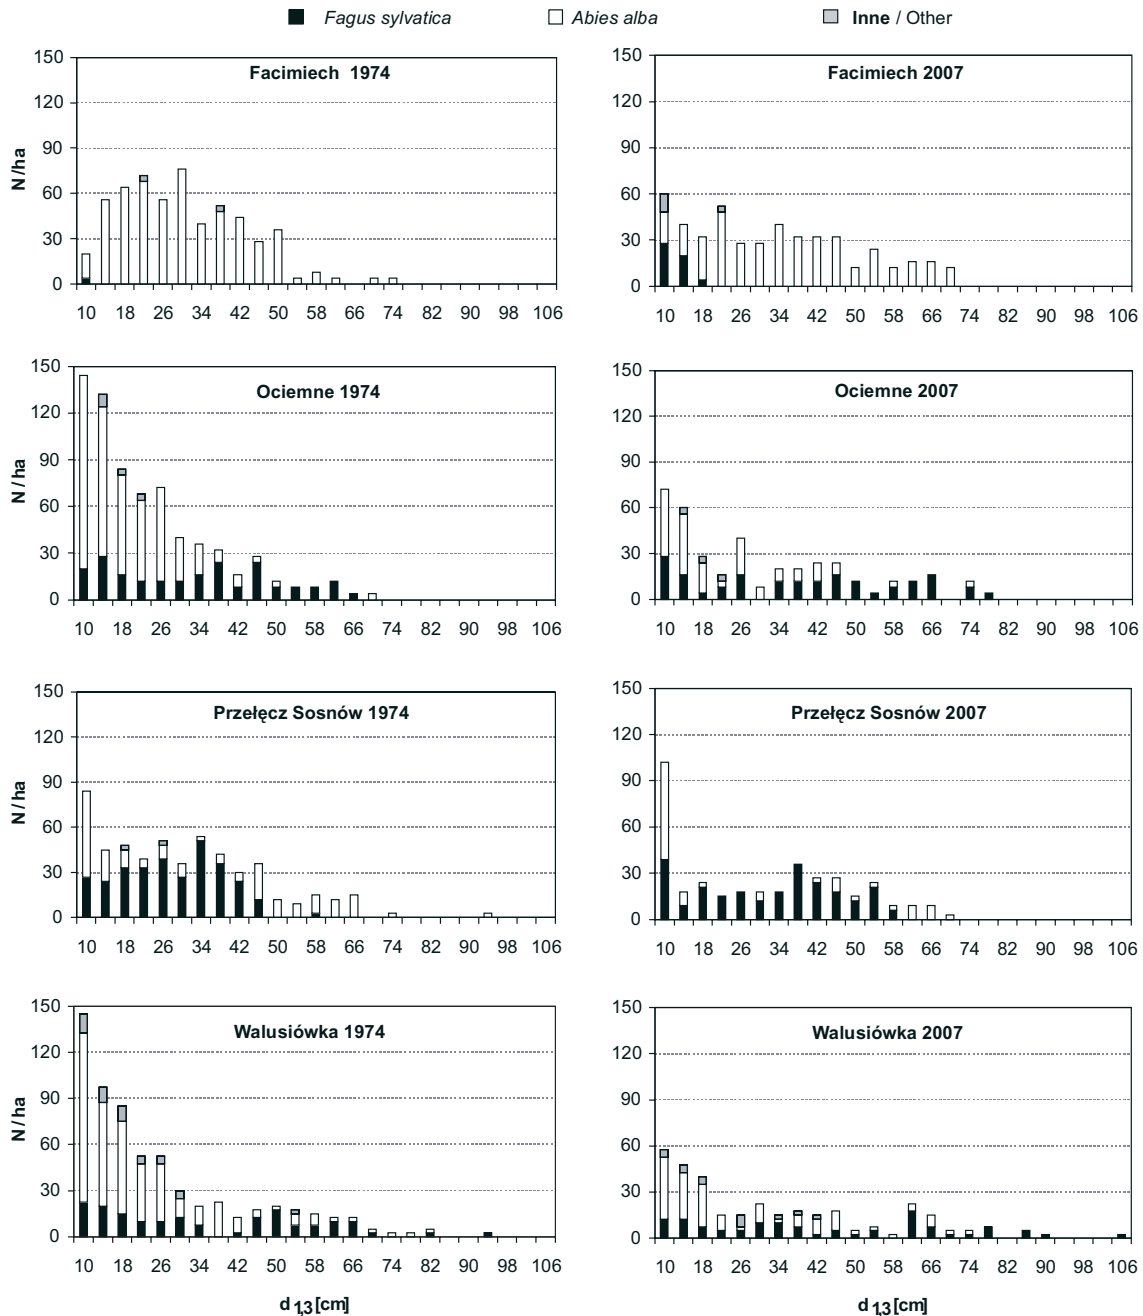 Fagus sylvatica Abies alba Inne / Other
Facimiech 1974
N/ha
150
120
90
60
30
0
10 18 26 34 42 50 58 66 74 82 90 98 106
Facimiech 2007
150
120
90
60
30
0
10 18 26 34 42 50 58 66 74 82 90 98 106
Ociemne 1974
N/ha
150
120
90
60
30
0
10 18 26 34 42 50 58 66 74 82 90 98 106
Ociemne 2007
150
120
90
60
30
0
10 18 26 34 42 50 58 66 74 82 90 98 106
Przełęcz Sosnów 1974
N/ha
150
120
90
60
30
0
10 18 26 34 42 50 58 66 74 82 90 98 106
Przełęcz Sosnów 2007
150
120
90
60
30
0
10 18 26 34 42 50 58 66 74 82 90 98 106
Walusiówka 1974
N/ha
150
120
90
60
30
0
10 18 26 34 42 50 58 66 74 82 90 98 106
d 1,3 [cm]
Walusiówka 2007
150
120
90
60
30
0
10 18 26 34 42 50 58 66 74 82 90 98 106
d 1,3 [cm]